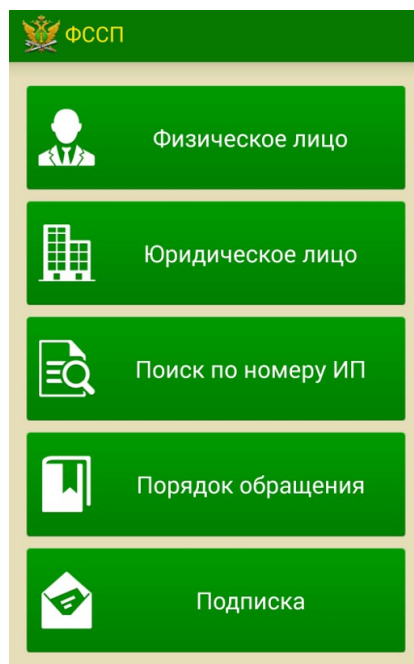 ФССП
Физическое лицо
Юридическое лицо
Поиск по номеру ИП
Порядок обращения
Подписка